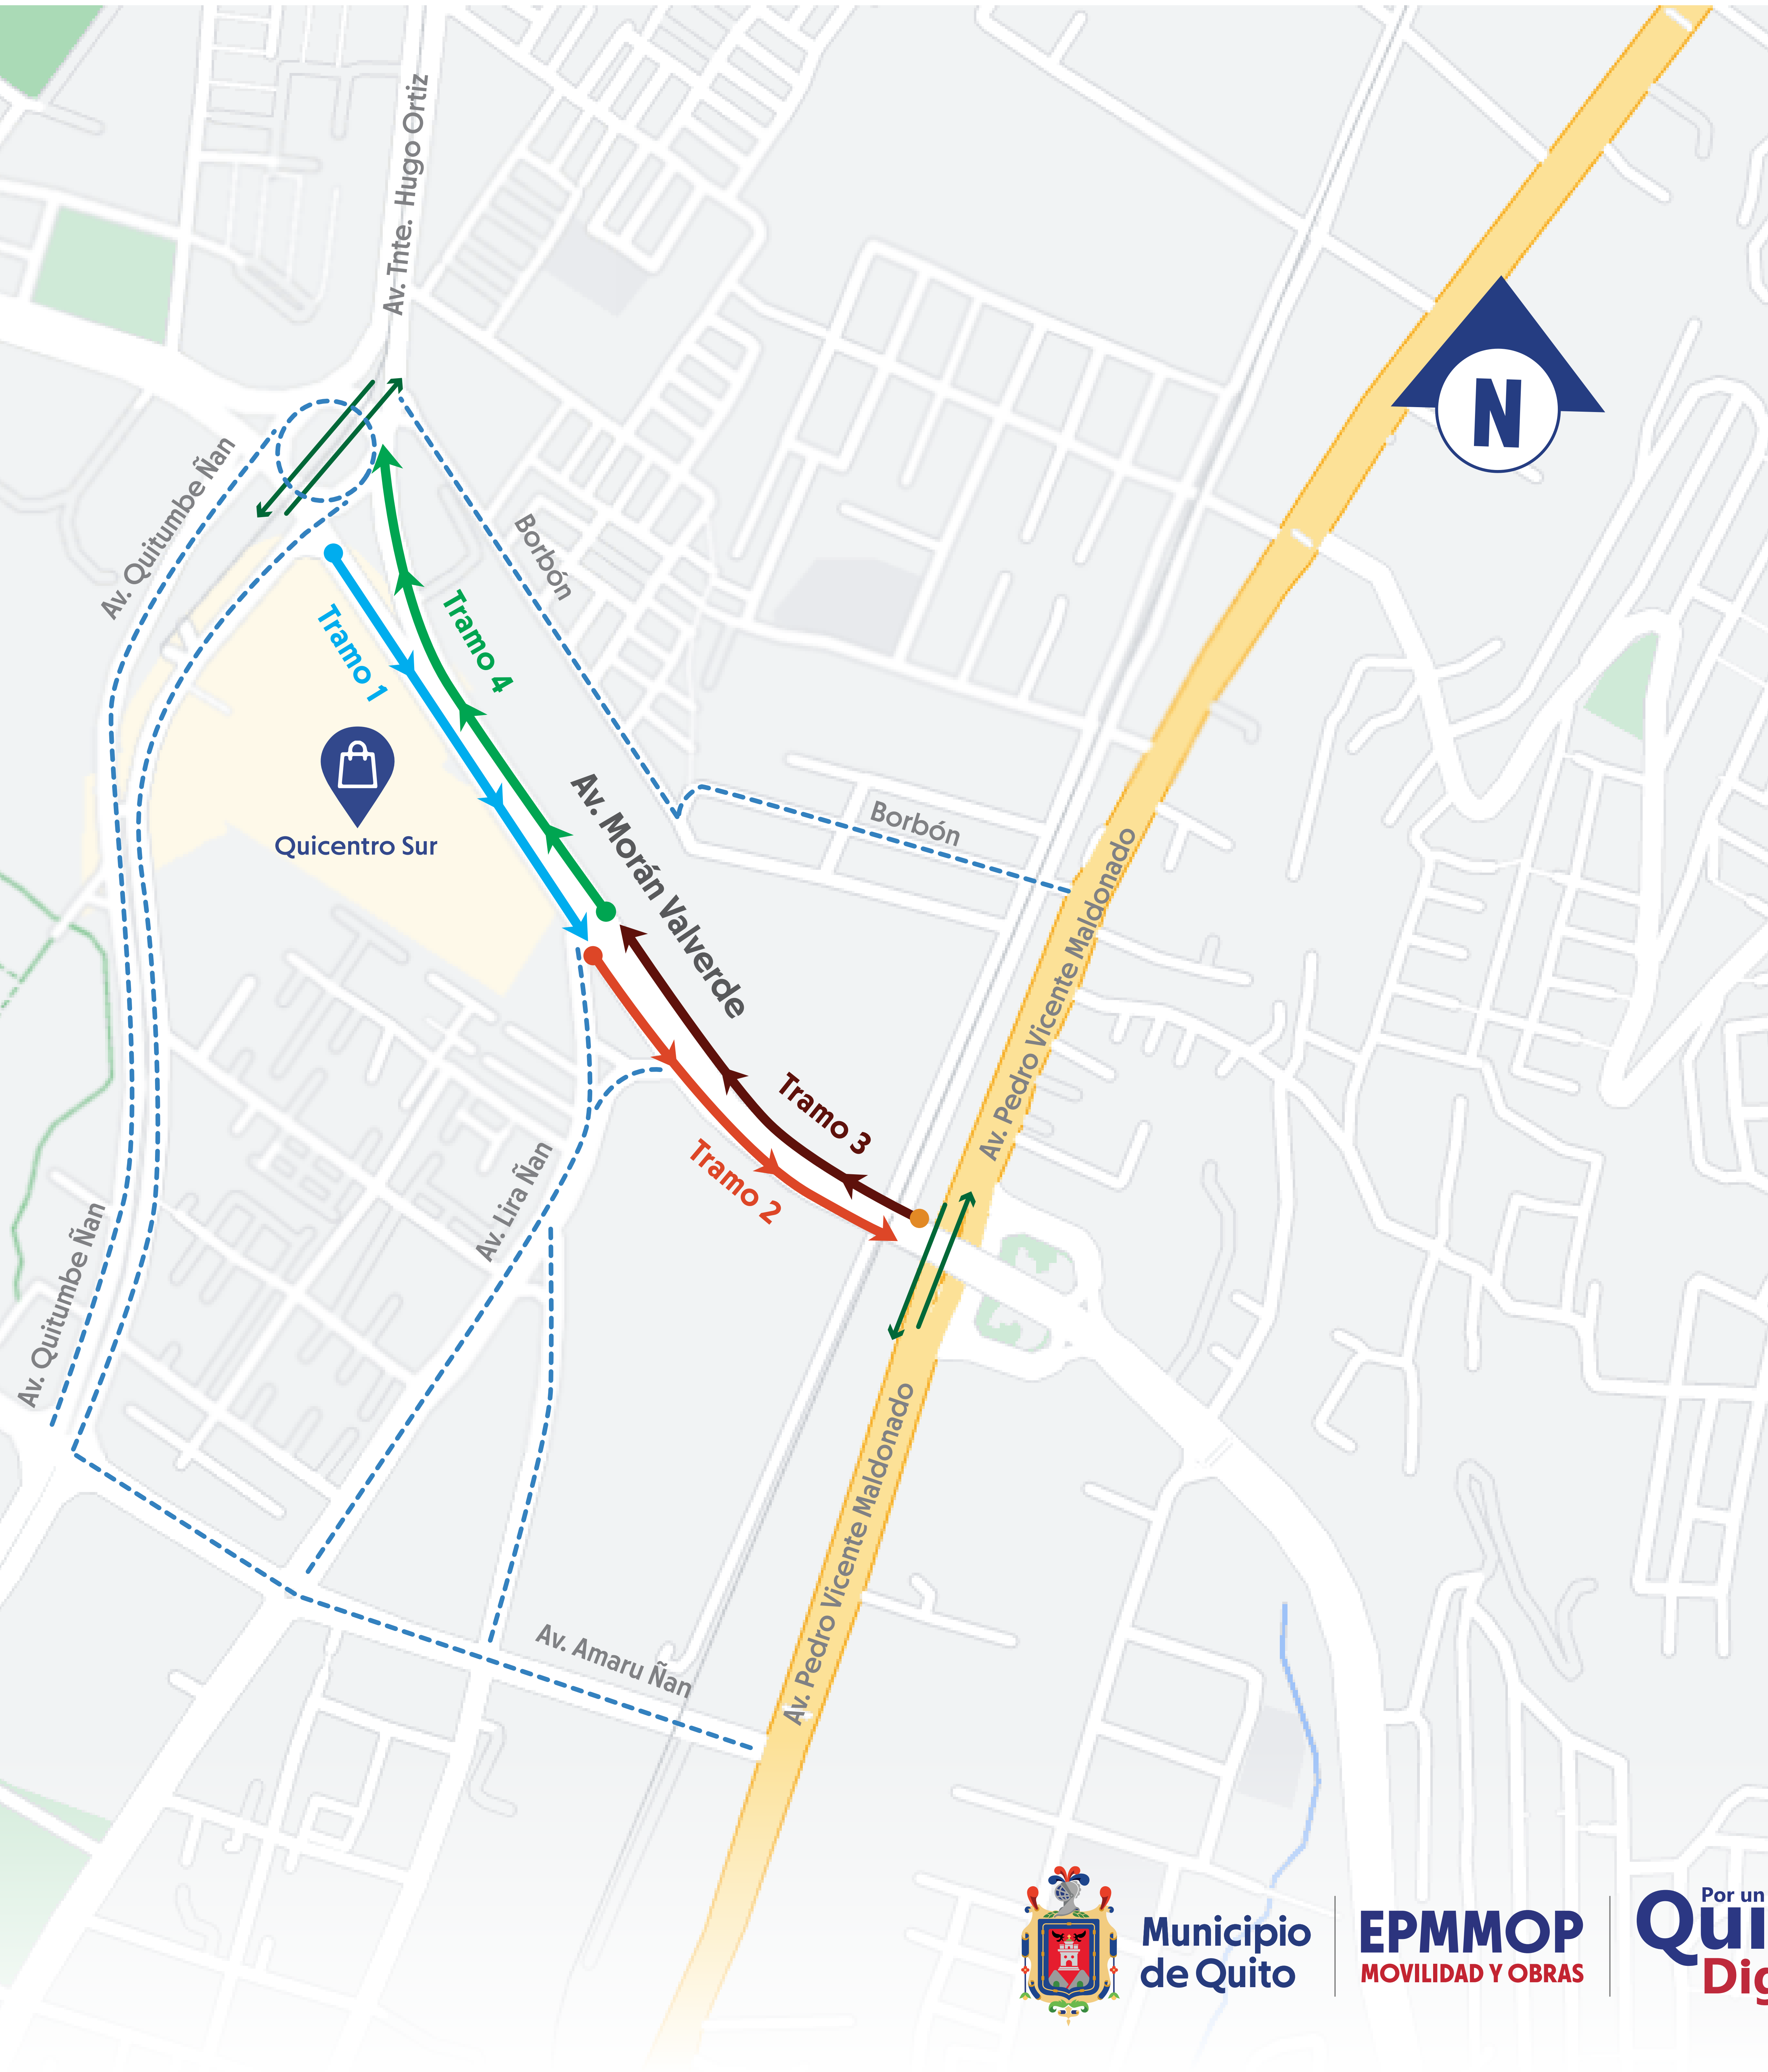 Av. Tnte. Hugo Ortiz
N
Av. Quitumbe Ñan
Borbón
Tramo 1
Tramo 4
Quicentro Sur
Av. Morán Valverde
Borbón
Av. Pedro Vicente Maldonado
Tramo 3
Tramo 2
Av. Lira Ñan
Av. Quitumbe Ñan
Av. Pedro Vicente Maldonado
Av. Amaru Ñan
Municipio
de Quito
EPMMOP
MOVILIDAD Y OBRAS
Por un
Qui
Dig